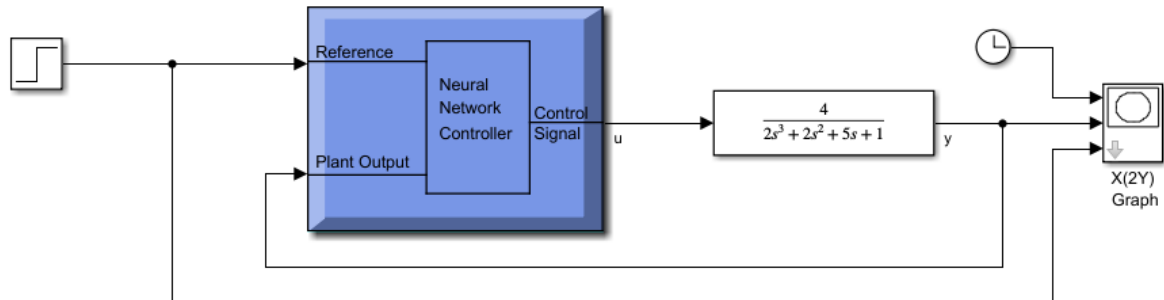 Reference
Neural
Network
Controller
Control
Signal
Plant Output
u
4
2s³ + 2s² + 5s + 1
y
X(2Y)
Graph